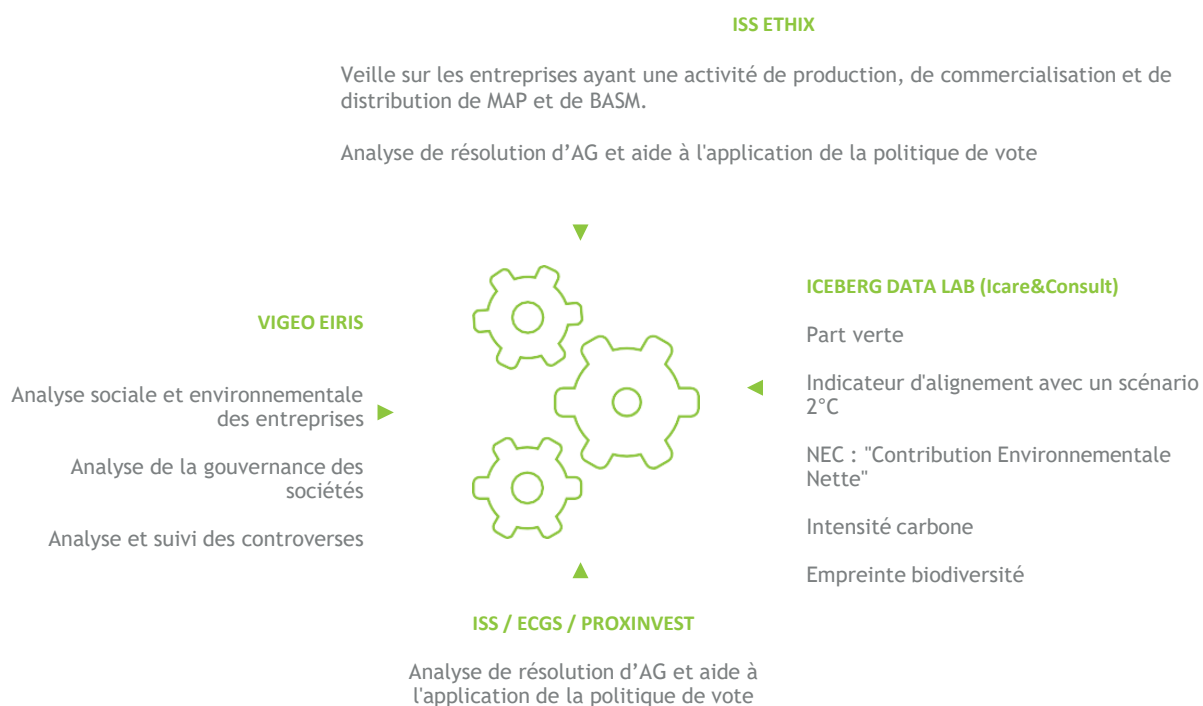 ISS ETHIX
Veille sur les entreprises ayant une activité de production, de commercialisation et de
distribution de MAP et de BASM.
Analyse de résolution d’AG et aide à l'application de la politique de vote
VIGEO EIRIS
Analyse sociale et environnementale
des entreprises
Analyse de la gouvernance des
sociétés
Analyse et suivi des controverses
ICEBERG DATA LAB (Icare&Consult)
Part verte
Indicateur d'alignement avec un scénario
2°C
NEC : "Contribution Environnementale
Nette"
Intensité carbone
Empreinte biodiversité
ISS / ECGS / PROXINVEST
Analyse de résolution d’AG et aide à
l'application de la politique de vote